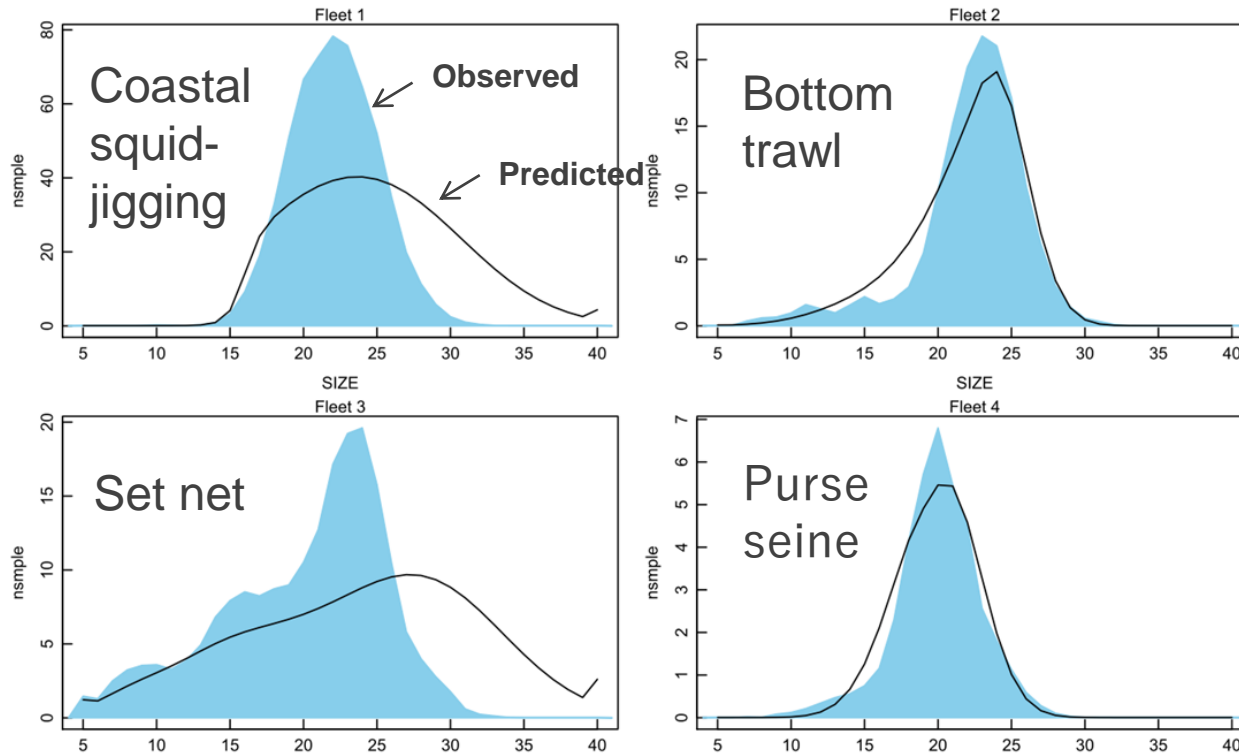 Fleet 1
80
60
40
20
0
nsmple
Coastal
squid-
jigging
Observed
Predicted
5 10 15 20 25 30 35 40
SIZE
Fleet 2
20
15
10
5
0
nsmple
Bottom
trawl
5 10 15 20 25 30 35 40
SIZE
Fleet 3
20
15
10
5
0
nsmple
Set net
5 10 15 20 25 30 35 40
Fleet 4
7
6
5
4
3
2
1
0
nsmple
Purse
seine
5 10 15 20 25 30 35 40